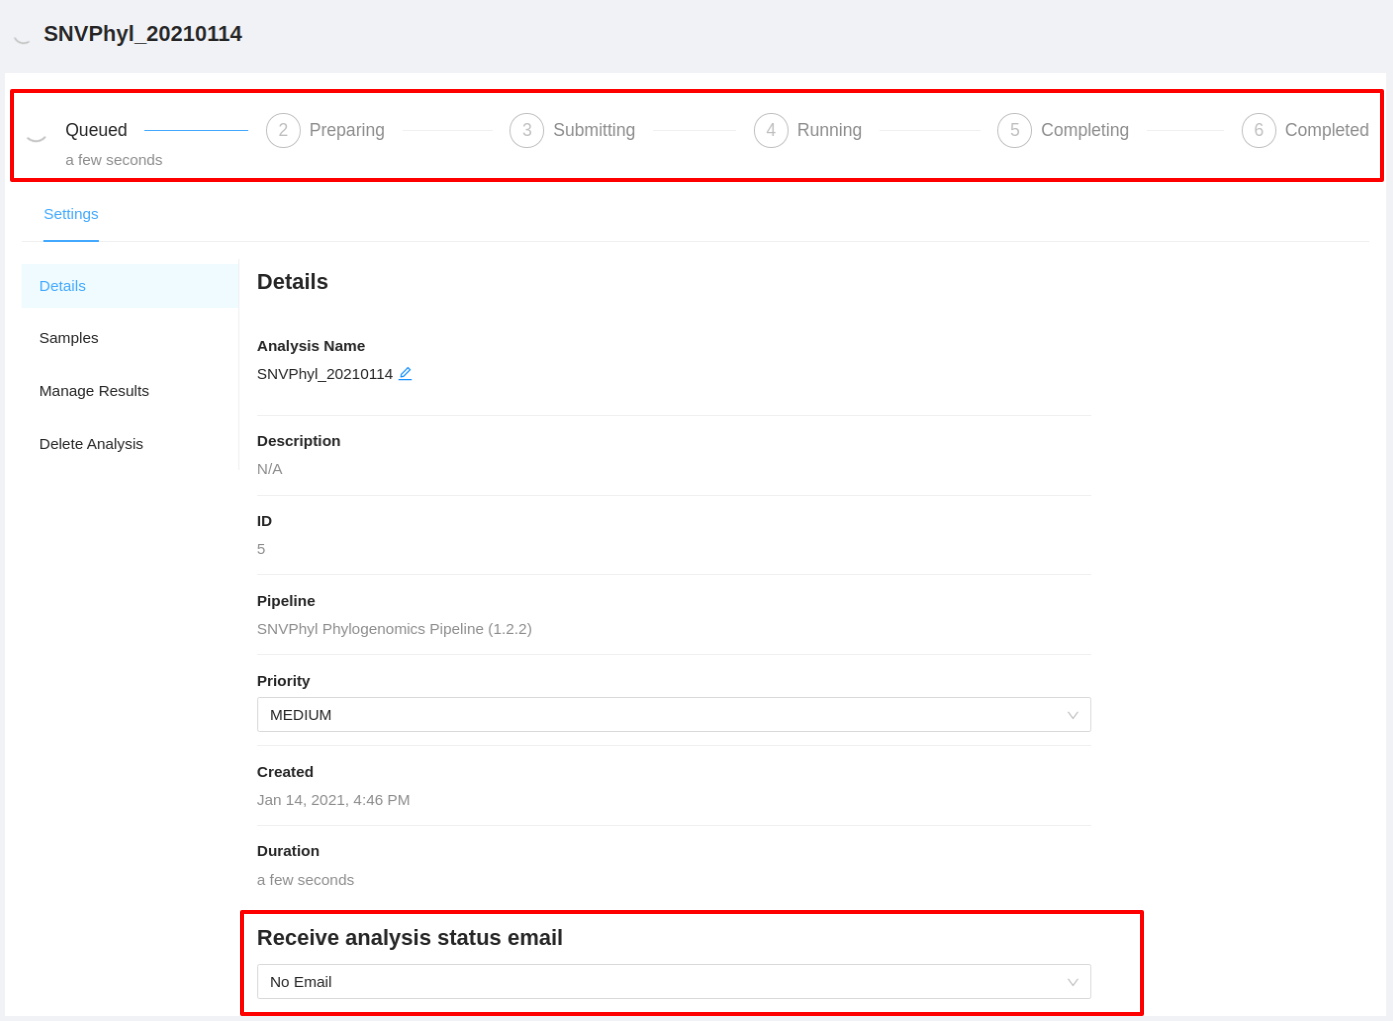 SNVPhyl_20210114
Queued 2 Preparing 3 Submitting 4 Running 5 Completing 6 Completed
a few seconds
Settings
Details
Samples
Manage Results
Delete Analysis
Details
Analysis Name
SNVPhyl_20210114
Description
N/A
ID
5
Pipeline
SNVPhyl Phylogenomics Pipeline (1.2.2)
Priority
MEDIUM
Created
Jan 14, 2021, 4:46 PM
Duration
a few seconds
Receive analysis status email
No Email